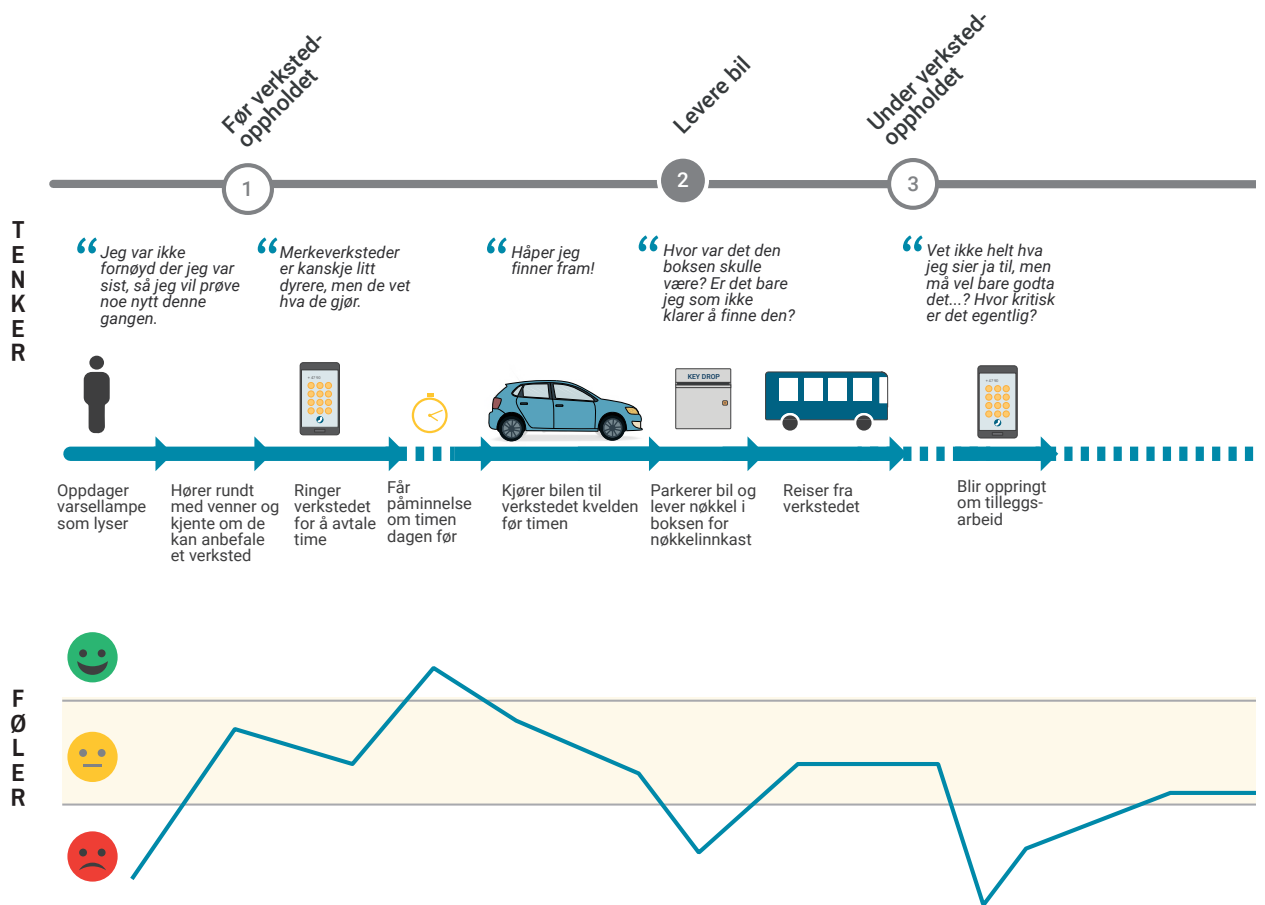 Før verksted-
oppholdet
Levere bil
Under verksted-
oppholdet
1
2
3
TENKER
“ Jeg var ikke
fornøyd der jeg var
sist, så jeg vil prøve
noe nytt denne
gangen.
“ Merkeverksteder
er kanskje litt
dyrere, men de vet
hva de gjør.
“ Håper jeg
finner fram!
“ Hvor var det den
boksen skulle
være? Er det bare
jeg som ikke
klarer å finne den?
“ Vet ikke helt hva
jeg sier ja til, men
må vel bare godta
det...? Hvor kritisk
er det egentlig?
KEY DROP
Oppdager
varsellampe
som lyser
Hører rundt
med venner og
kjente om de
kan anbefale
et verksted
Ringer
verkstedet
for å avtale
time
Får
påminnelse
om timen
dagen før
Kjører bilen til
verkstedet kvelden
før timen
Parkerer bil og
lever nøkkel i
boksen for
nøkkelinnkast
Reiser fra
verkstedet
Blir oppringt
om tilleggs-
arbeid
FØLER